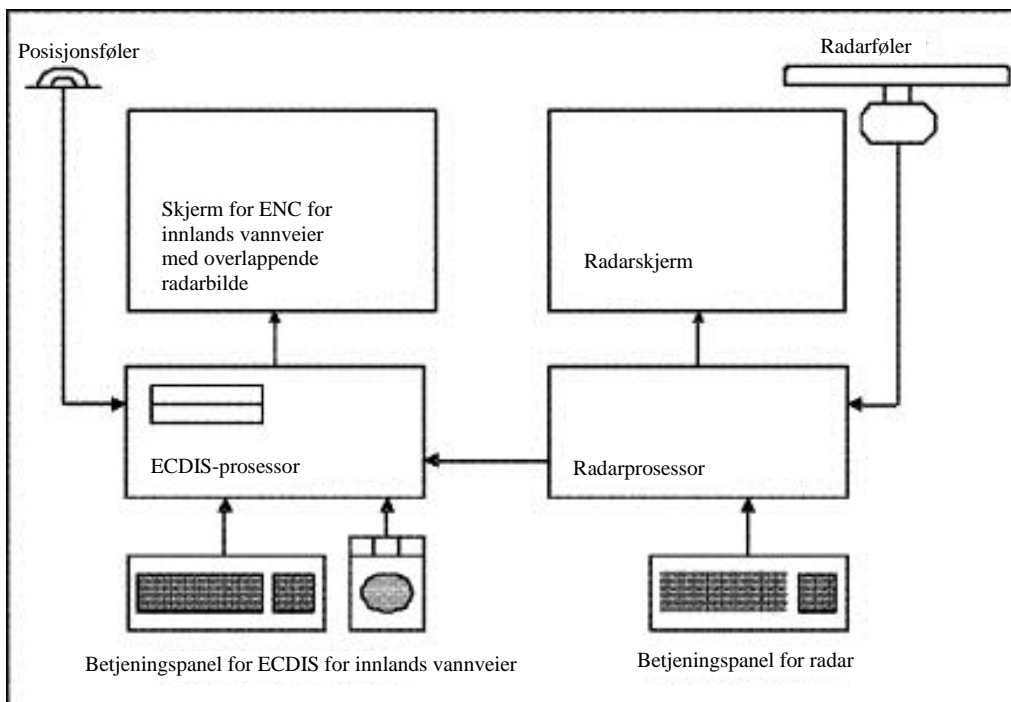 Posisjonsføler
Radarføler
Skjerm for ENC for
innlands vannveier
med overlappende
radarbilde
Radarskjerm
ECDIS-prosessor
Radarprosessor
Betjeningspanel for ECDIS for innlands vannveier
Betjeningspanel for radar